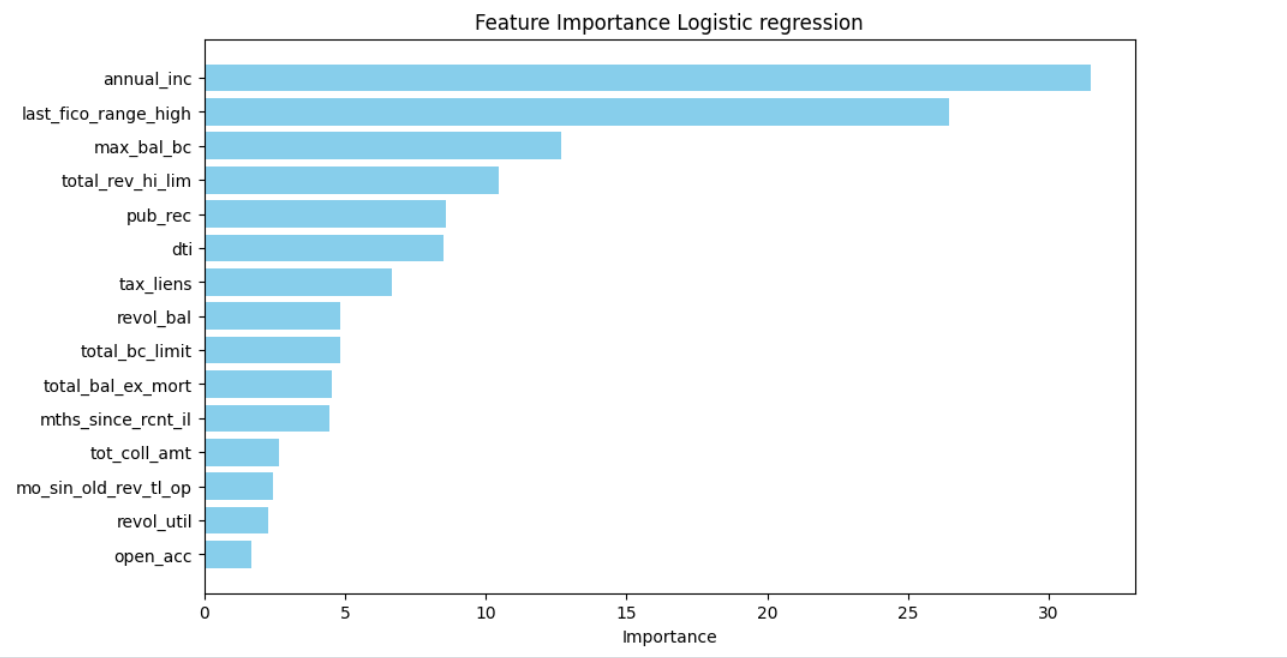 Feature Importance Logistic regression
annual_inc
last_fico_range_high
max_bal_bc
total_rev_hi_lim
pub_rec
dti
tax_liens
revol_bal
total_bc_limit
total_bal_ex_mort
mths_since_rcnt_il
tot_coll_amt
mo_sin_old_rev_tl_op
revol_util
open_acc
0 5 10 15 20 25 30
Importance